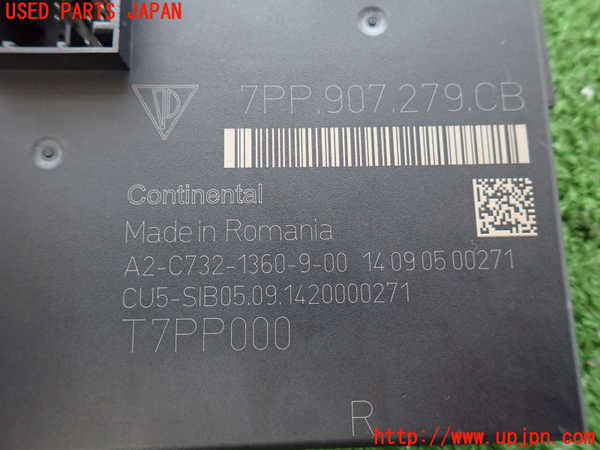 USED PARTS JAPAN
7PP.907.279.CB
Continental
Made in Romania
A2-C732-1360-9-00 14 09 05 00271
CU5-SIB05.09.1420000271
T7PP000
R
http://www.upjpn.com